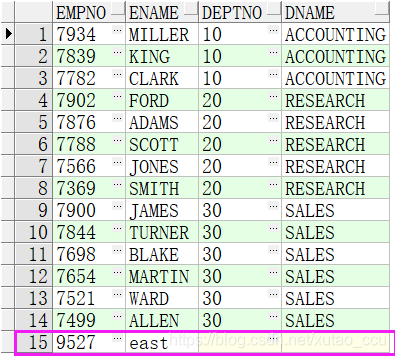 EMPNO ENAME DEPTNO DNAME
1 7934 ... MILLER ... 10 ... ACCOUNTING
2 7839 ... KING ... 10 ... ACCOUNTING
3 7782 ... CLARK ... 10 ... ACCOUNTING
4 7902 ... FORD ... 20 ... RESEARCH
5 7876 ... ADAMS ... 20 ... RESEARCH
6 7788 ... SCOTT ... 20 ... RESEARCH
7 7566 ... JONES ... 20 ... RESEARCH
8 7369 ... SMITH ... 20 ... RESEARCH
9 7900 ... JAMES ... 30 ... SALES
10 7844 ... TURNER ... 30 ... SALES
11 7698 ... BLAKE ... 30 ... SALES
12 7654 ... MARTIN ... 30 ... SALES
13 7521 ... WARD ... 30 ... SALES
14 7499 ... ALLEN ... 30 ... SALES
15 9527 ... east
https://blog.csdn.net/xutao_ccu